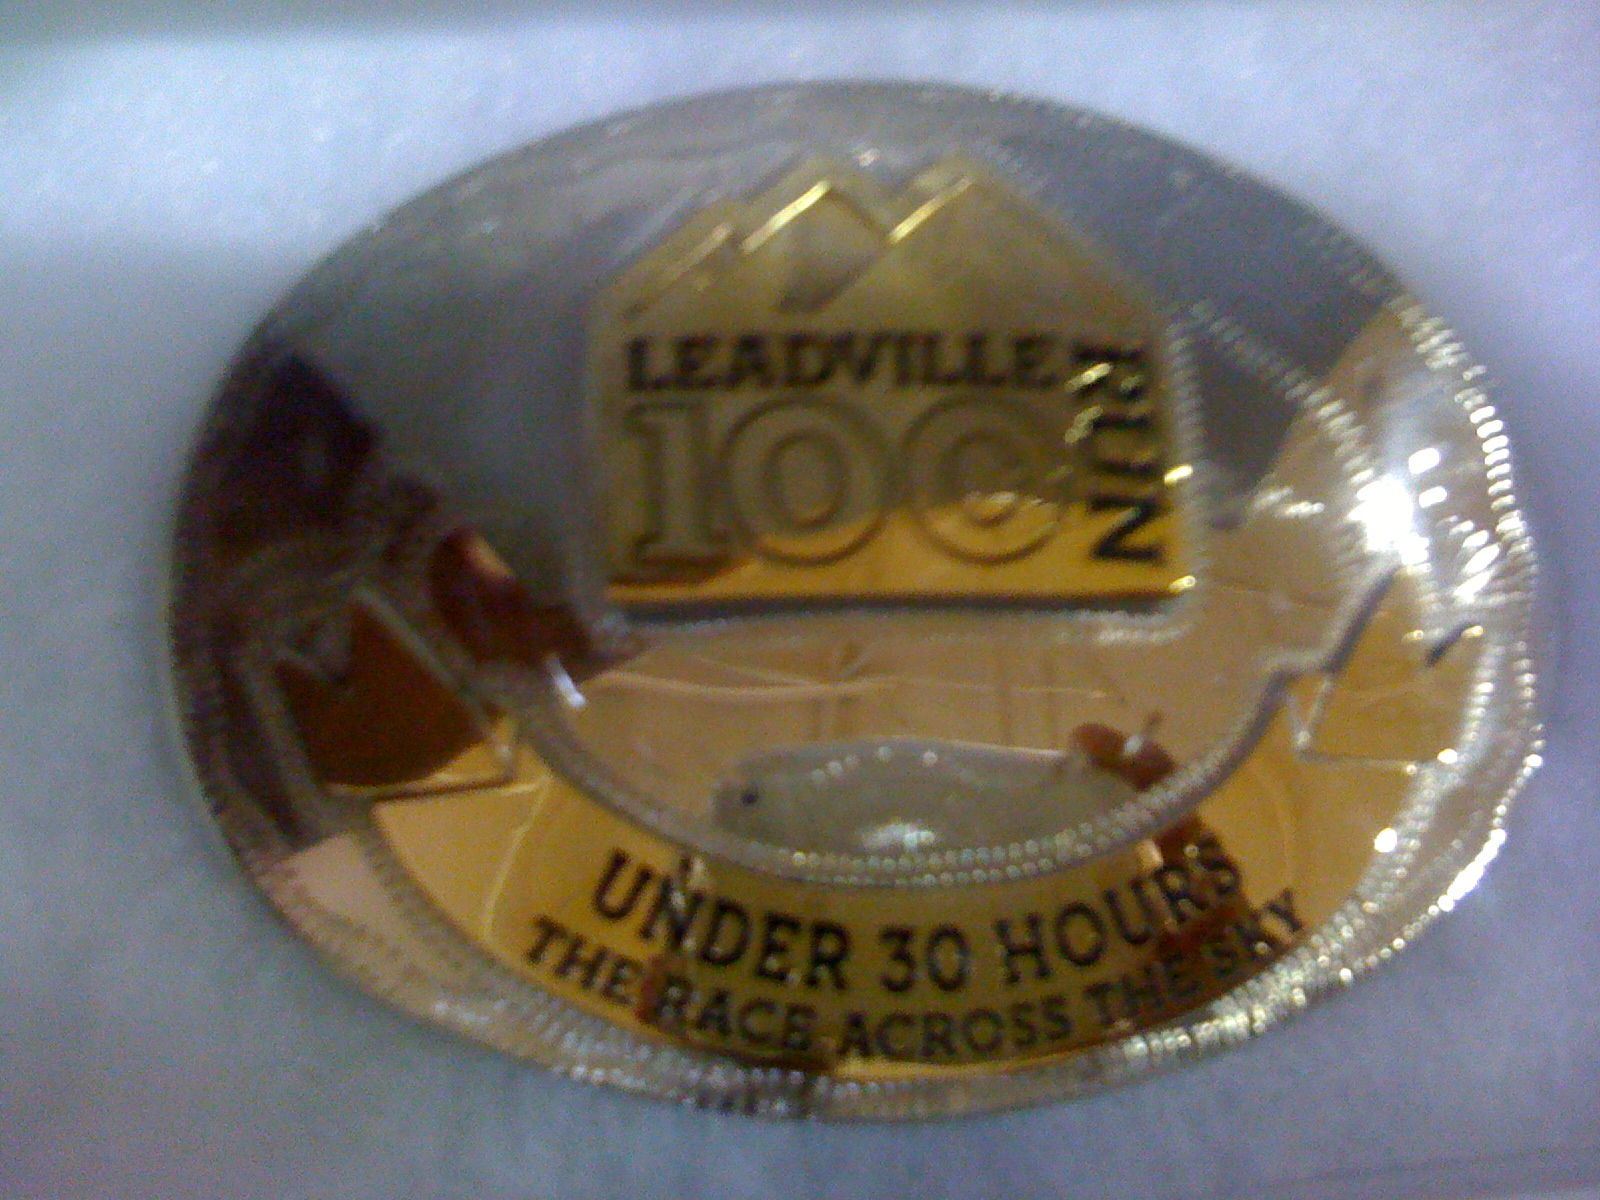 LEADVILLE
100
RUN
UNDER 30 HOURS
THE RACE ACROSS THE SKY